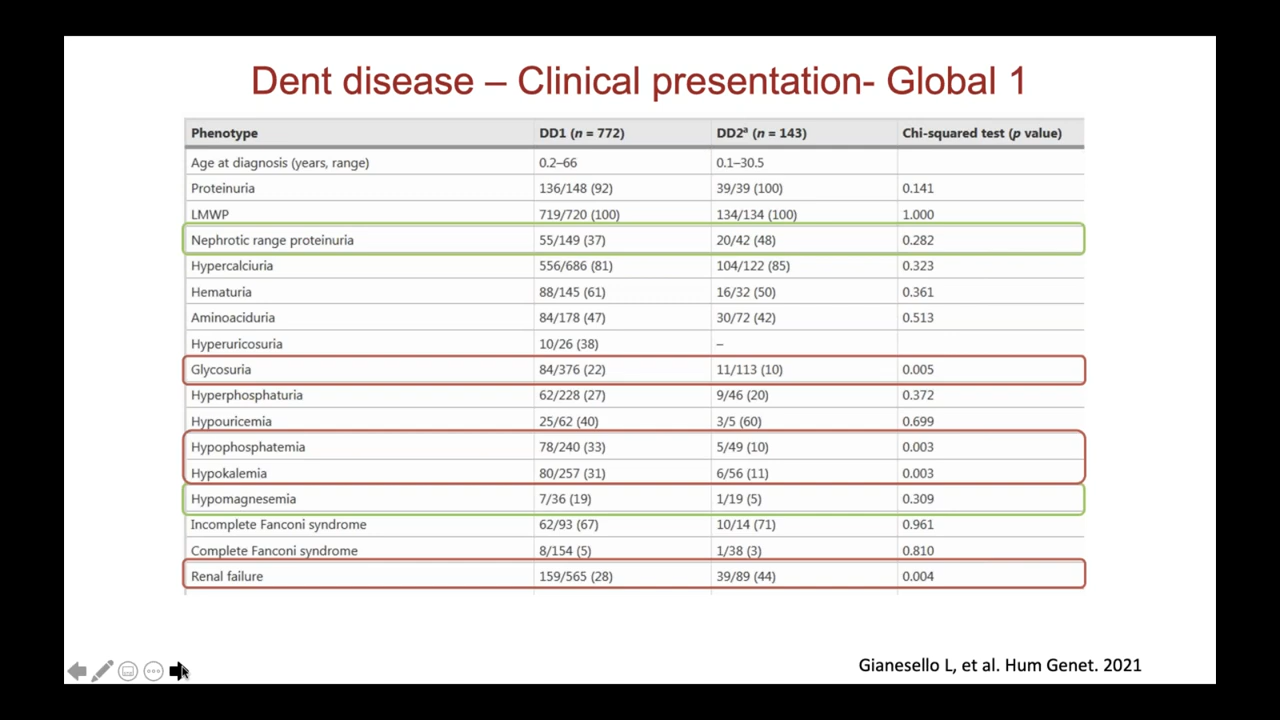 Dent disease – Clinical presentation- Global 1
Phenotype DD1 (n = 772) DD2ª (n = 143) Chi-squared test (p value)
Age at diagnosis (years, range) 0.2–66 0.1–30.5
Proteinuria 136/148 (92) 39/39 (100) 0.141
LMWP 719/720 (100) 134/134 (100) 1.000
Nephrotic range proteinuria 55/149 (37) 20/42 (48) 0.282
Hypercalciuria 556/686 (81) 104/122 (85) 0.323
Hematuria 88/145 (61) 16/32 (50) 0.361
Aminoaciduria 84/178 (47) 30/72 (42) 0.513
Hyperuricosuria 10/26 (38) –
Glycosuria 84/376 (22) 11/113 (10) 0.005
Hyperphosphaturia 62/228 (27) 9/46 (20) 0.372
Hypouricemia 25/62 (40) 3/5 (60) 0.699
Hypophosphatemia 78/240 (33) 5/49 (10) 0.003
Hypokalemia 80/257 (31) 6/56 (11) 0.003
Hypomagnesemia 7/36 (19) 1/19 (5) 0.309
Incomplete Fanconi syndrome 62/93 (67) 10/14 (71) 0.961
Complete Fanconi syndrome 8/154 (5) 1/38 (3) 0.810
Renal failure 159/565 (28) 39/89 (44) 0.004
Gianesello L, et al. Hum Genet. 2021